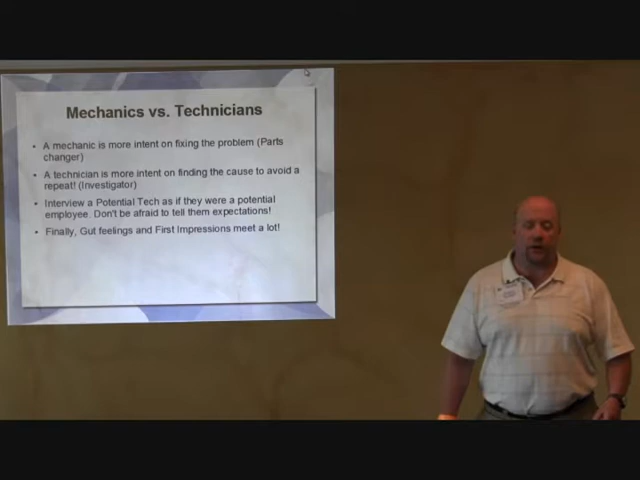 Mechanics vs. Technicians
• A mechanic is more intent on fixing the problem (Parts
changer)
• A technician is more intent on finding the cause to avoid a
repeat! (Investigator)
• Interview a Potential Tech as if they were a potential
employee. Don't be afraid to tell them expectations!
• Finally, Gut feelings and First Impressions meet a lot!